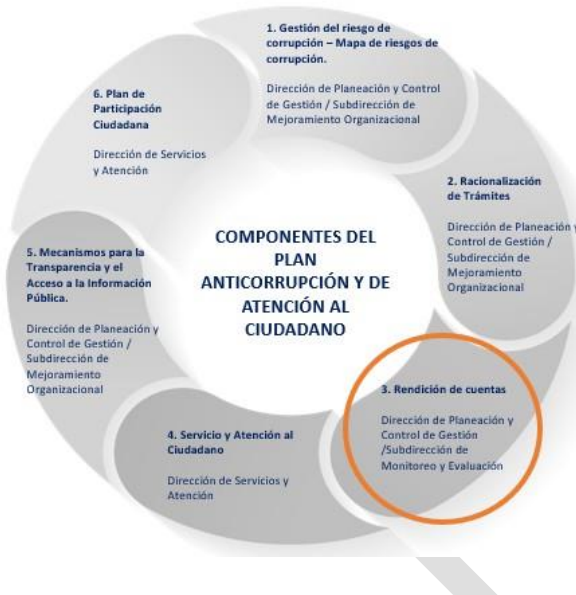 1. Gestión del riesgo de
corrupción – Mapa de riesgos de
corrupción.
Dirección de Planeación y Control
de Gestión / Subdirección de
Mejoramiento Organizacional
2. Racionalización
de Trámites
Dirección de Planeación y
Control de Gestión /
Subdirección de
Mejoramiento
Organizacional
3. Rendición de cuentas
Dirección de Planeación y
Control de Gestión
/Subdirección de
Monitoreo y Evaluación
4. Servicio y Atención al
Ciudadano
Dirección de Servicios y
Atención
5. Mecanismos para la
Transparencia y el
Acceso a la Información
Pública.
Dirección de Planeación y
Control de Gestión /
Subdirección de
Mejoramiento
Organizacional
6. Plan de
Participación
Ciudadana
Dirección de Servicios
y Atención
COMPONENTES DEL
PLAN
ANTICORRUPCIÓN Y DE
ATENCIÓN AL
CIUDADANO